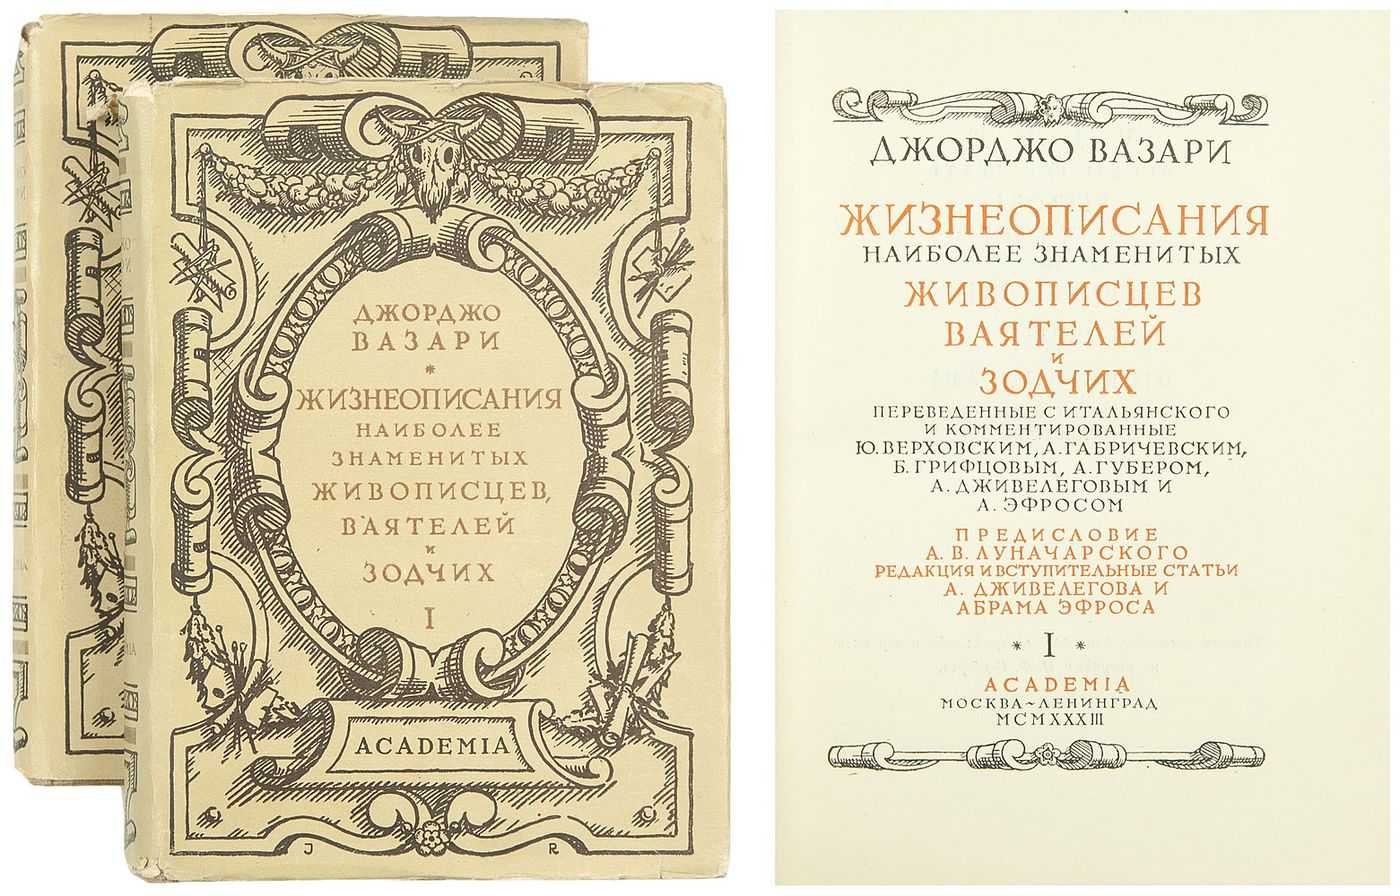 ДЖОРДЖО
ВАЗАРИ
*
ЖИЗНЕОПИСАНИЯ
НАИБОЛЕЕ
ЗНАМЕНИТЫХ
ЖИВОПИСЦЕВ,
ВАЯТЕЛЕЙ
И
ЗОДЧИХ
I
ACADEMIA
J R
ДЖОРДЖО ВАЗАРИ
ЖИЗНЕОПИСАНИЯ
НАИБОЛЕЕ ЗНАМЕНИТЫХ
ЖИВОПИСЦЕВ
ВАЯТЕЛЕЙ
И
ЗОДЧИХ
ПЕРЕВЕДЕННЫЕ С ИТАЛЬЯНСКОГО
И КОММЕНТИРОВАННЫЕ
Ю. ВЕРХОВСКИМ, А. ГАБРИЧЕВСКИМ,
Б. ГРИФЦОВЫМ, А. ГУБЕРОМ,
А. ДЖИВЕЛЕГОВЫМ И
А. ЭФРОСОМ
ПРЕДИСЛОВИЕ
А. В. ЛУНАЧАРСКОГО
РЕДАКЦИЯ И ВСТУПИТЕЛЬНЫЕ СТАТЬИ
А. ДЖИВЕЛЕГОВА И
АБРАМА ЭФРОСА
* I *
ACADEMIA
МОСКВА ~ ЛЕНИНГРАД
MCMXXXIII